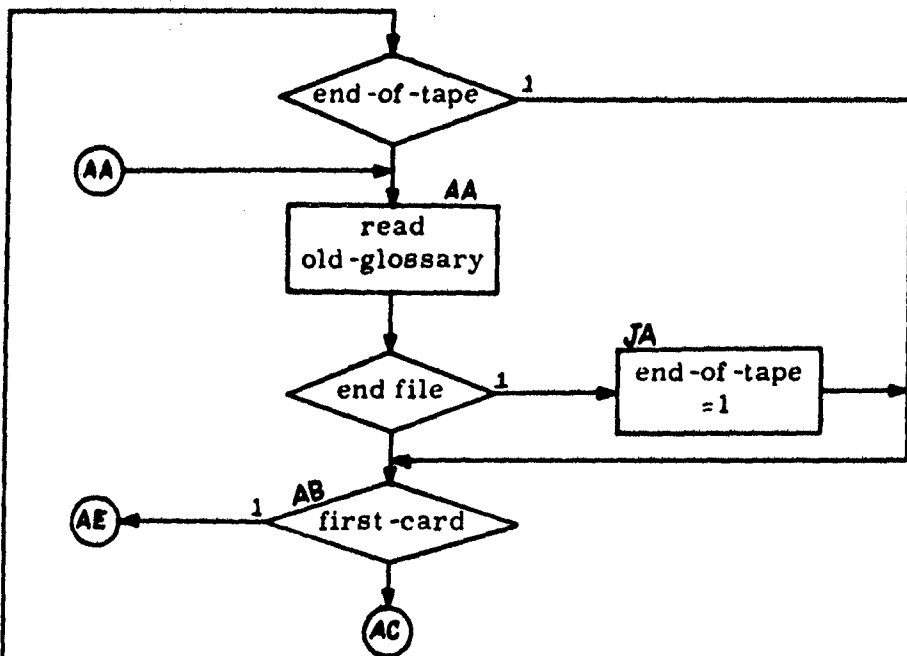 end-of-tape
1
AA
AA
read
old-glossary
end file
1
JA
end-of-tape
=1
AB
1
first-card
AE
AC